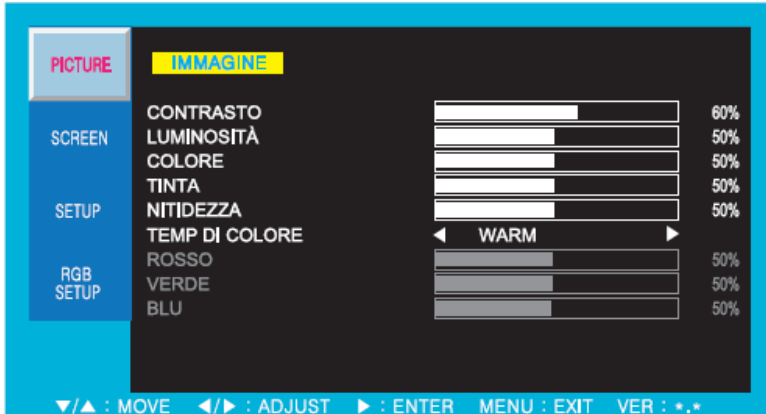 PICTURE
IMMAGINE
SCREEN
SETUP
RGB
SETUP
CONTRASTO 60%
LUMINOSITÀ 50%
COLORE 50%
TINTA 50%
NITIDEZZA 50%
TEMP DI COLORE ◀ WARM ▶
ROSSO 50%
VERDE 50%
BLU 50%
▼/▲ : MOVE ◀/▶ : ADJUST ▶ : ENTER MENU : EXIT VER : *.*